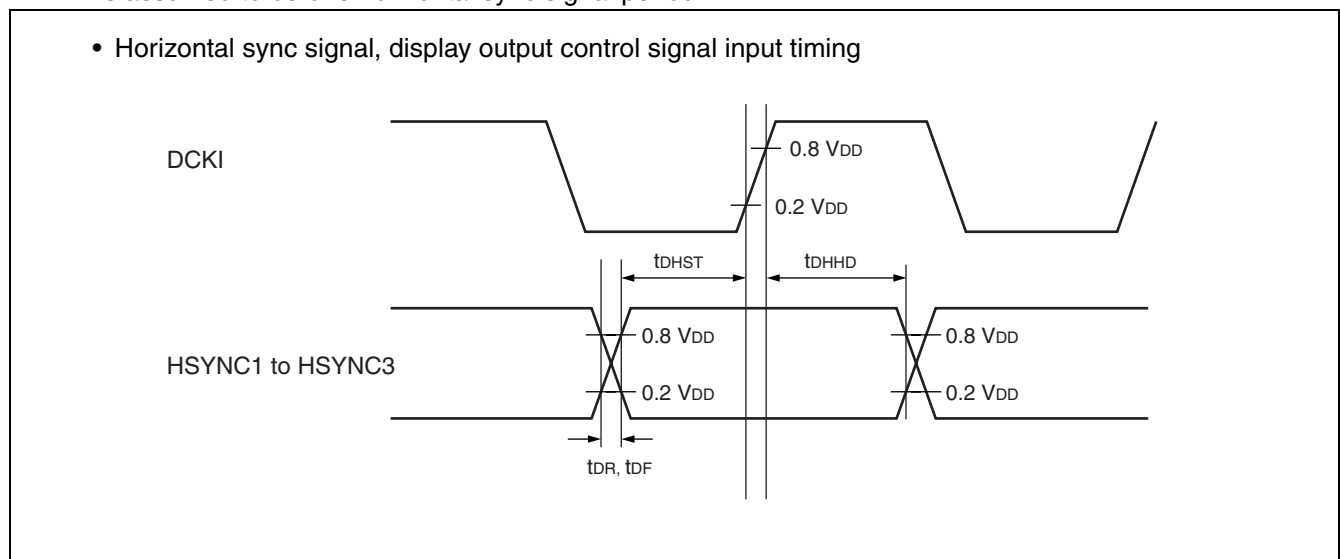 • Horizontal sync signal, display output control signal input timing
DCKI
0.8 VDD
0.2 VDD
tDHST
tDHHD
HSYNC1 to HSYNC3
0.8 VDD
0.8 VDD
0.2 VDD
0.2 VDD
tDR, tDF